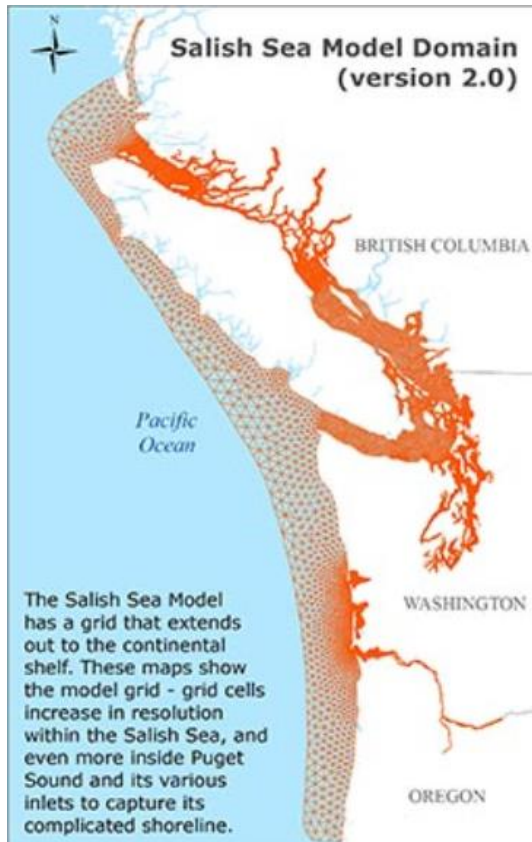 N
Salish Sea Model Domain
(version 2.0)
BRITISH COLUMBIA
Pacific
Ocean
The Salish Sea Model
has a grid that extends
out to the continental
shelf. These maps show
the model grid - grid cells
increase in resolution
within the Salish Sea, and
even more inside Puget
Sound and its various
inlets to capture its
complicated shoreline.
WASHINGTON
OREGON